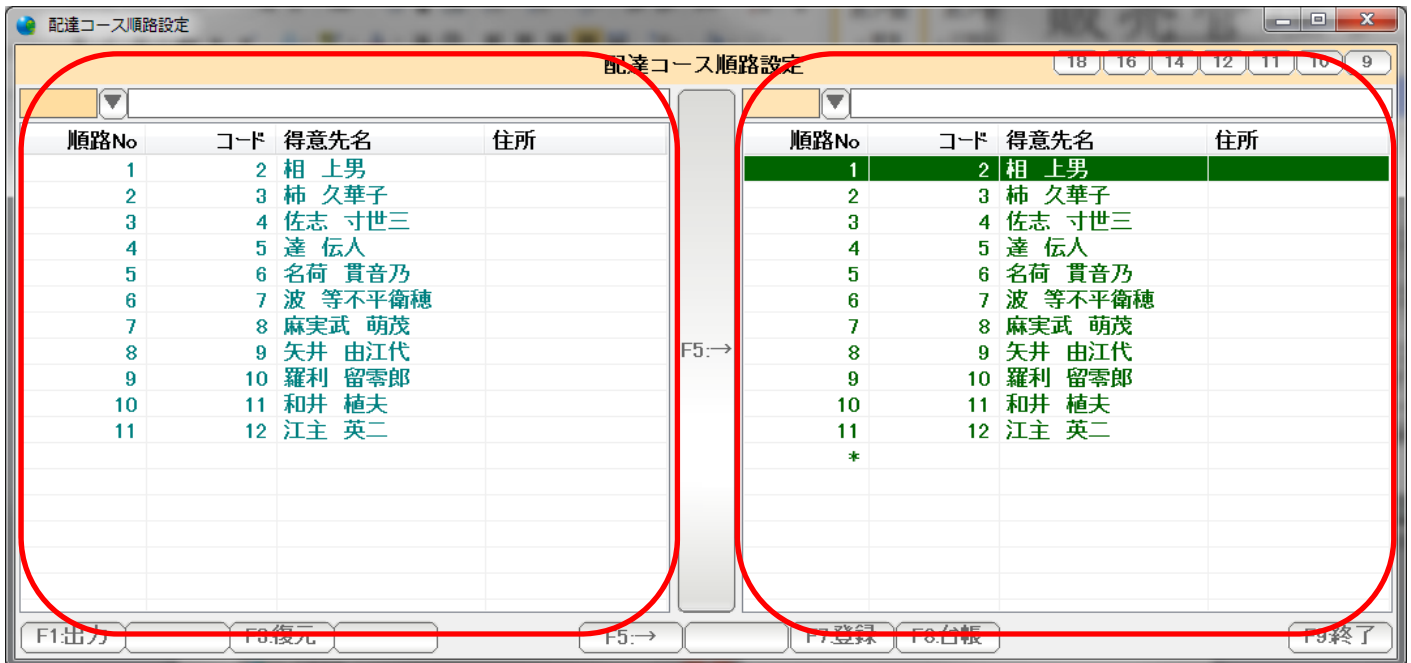 配達コース順路設定
配達コース順路設定
18 16 14 12 11 10 9
順路No コード 得意先名 住所
1 2 相 上男
2 3 柿 久華子
3 4 佐志 寸世三
4 5 達 伝人
5 6 名荷 貫音乃
6 7 波 等不平衛穂
7 8 麻実武 萌茂
8 9 矢井 由江代
9 10 羅利 留零郎
10 11 和井 植夫
11 12 江主 英二
F5:→
順路No コード 得意先名 住所
1 2 相 上男
2 3 柿 久華子
3 4 佐志 寸世三
4 5 達 伝人
5 6 名荷 貫音乃
6 7 波 等不平衛穂
7 8 麻実武 萌茂
8 9 矢井 由江代
9 10 羅利 留零郎
10 11 和井 植夫
11 12 江主 英二
*
F1:出力 F3:復元 F5:→ F7:登録 F8:台帳 F9:終了